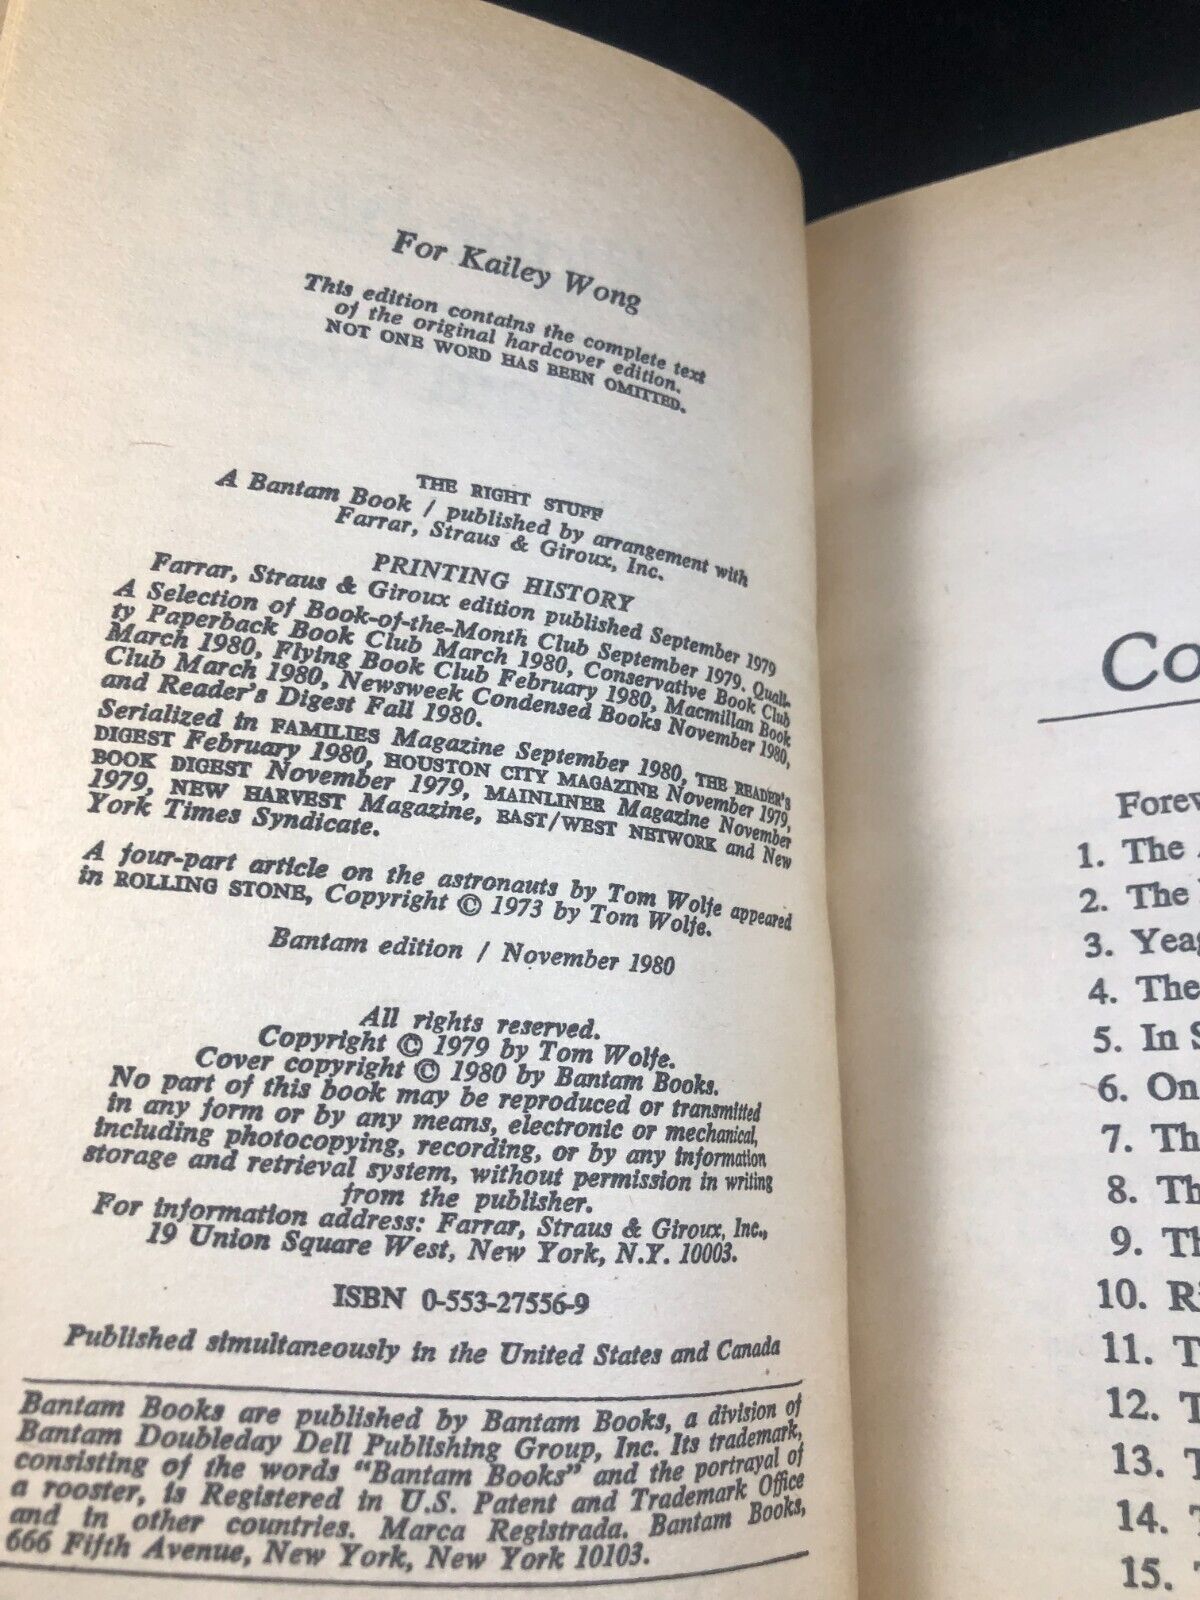 For Kailey Wong
This edition contains the complete text
of the original hardcover edition.
NOT ONE WORD HAS BEEN OMITTED.
THE RIGHT STUFF
A Bantam Book / published by arrangement with
Farrar, Straus & Giroux, Inc.
PRINTING HISTORY
Farrar, Straus & Giroux edition published September 1979
A Selection of Book-of-the-Month Club September 1979. Quali-
ty Paperback Book Club March 1980, Conservative Book Club
March 1980, Flying Book Club February 1980, Macmillan Book
Club March 1980, Newsweek Condensed Books November 1980,
and Reader's Digest Fall 1980.
Serialized in FAMILIES Magazine September 1980, THE READER'S
DIGEST February 1980, HOUSTON CITY MAGAZINE November 1979,
BOOK DIGEST November 1979, MAINLINER Magazine November
1979, NEW HARVEST Magazine, EAST/WEST NETWORK and New
York Times Syndicate.
A four-part article on the astronauts by Tom Wolfe appeared
in ROLLING STONE, Copyright © 1973 by Tom Wolfe.
Bantam edition / November 1980
All rights reserved.
Copyright © 1979 by Tom Wolfe.
Cover copyright © 1980 by Bantam Books.
No part of this book may be reproduced or transmitted
in any form or by any means, electronic or mechanical,
including photocopying, recording, or by any information
storage and retrieval system, without permission in writing
from the publisher.
For information address: Farrar, Straus & Giroux, Inc.,
19 Union Square West, New York, N.Y. 10003.
ISBN 0-553-27556-9
Published simultaneously in the United States and Canada
Bantam Books are published by Bantam Books, a division of
Bantam Doubleday Dell Publishing Group, Inc. Its trademark,
consisting of the words "Bantam Books" and the portrayal of
a rooster, is Registered in U.S. Patent and Trademark Office
and in other countries. Marca Registrada. Bantam Books,
666 Fifth Avenue, New York, New York 10103.
Co
Forew
1. The
2. The
3. Yeag
4. The
5. In S
6. On
7. Th
8. Th
9. Th
10. Ri
11. T
12. T
13. T
14. T
15. T